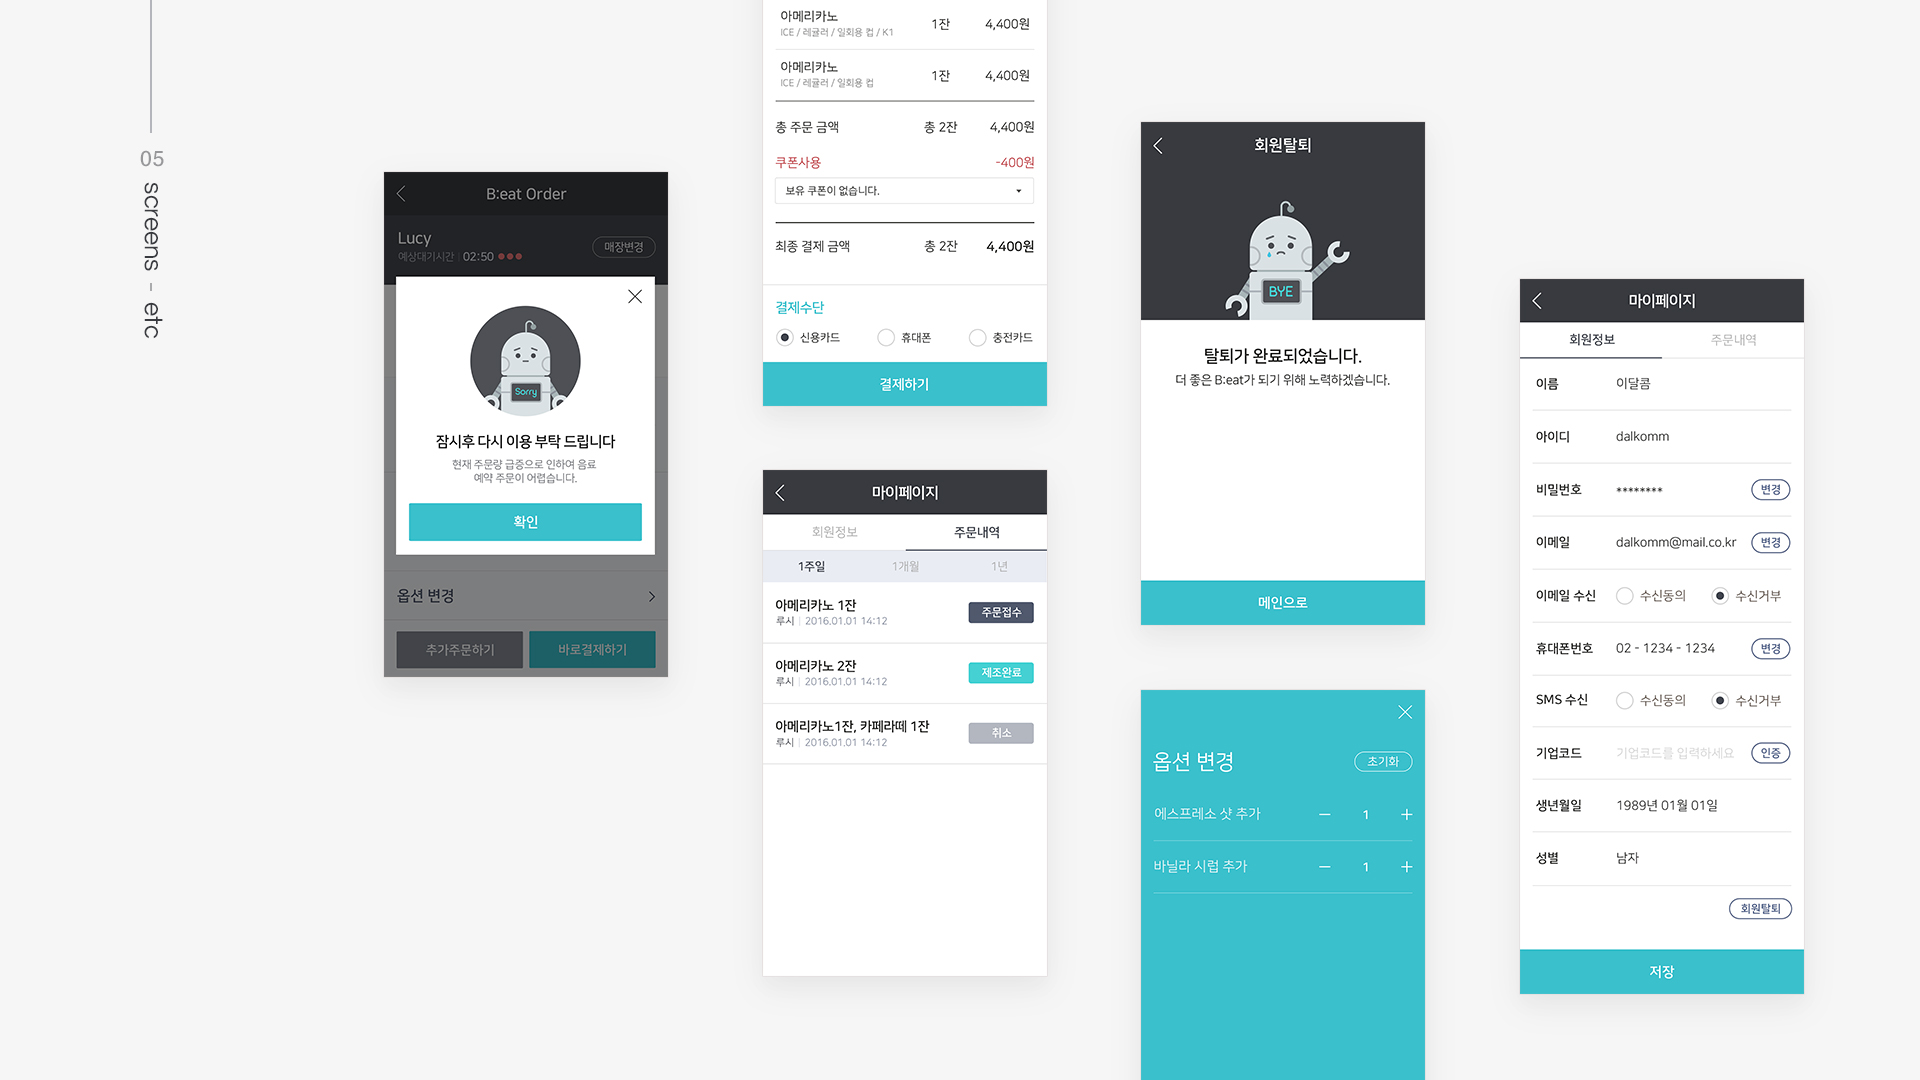 05
screens - etc
B:eat Order
Lucy
예상대기시간 | 02:50
매장변경
Sorry
잠시후 다시 이용 부탁 드립니다
현재 주문량 급증으로 인하여 음료
예약 주문이 어렵습니다.
확인
옵션 변경
추가주문하기
바로결제하기
아메리카노 1잔 4,400원
ICE / 레귤러 / 일회용 컵 / K1
아메리카노 1잔 4,400원
ICE / 레귤러 / 일회용 컵
총 주문 금액 총 2잔 4,400원
쿠폰사용 -400원
보유 쿠폰이 없습니다.
최종 결제 금액 총 2잔 4,400원
결제수단
신용카드 휴대폰 충전카드
결제하기
마이페이지
회원정보 주문내역
1주일 1개월 1년
아메리카노 1잔
루시 | 2016.01.01 14:12
주문접수
아메리카노 2잔
루시 | 2016.01.01 14:12
제조완료
아메리카노1잔, 카페라떼 1잔
루시 | 2016.01.01 14:12
취소
회원탈퇴
BYE
탈퇴가 완료되었습니다.
더 좋은 B:eat가 되기 위해 노력하겠습니다.
메인으로
옵션 변경
초기화
에스프레소 샷 추가 — 1 +
바닐라 시럽 추가 — 1 +
마이페이지
회원정보 주문내역
이름 이달콤
아이디 dalkomm
비밀번호 ******** 변경
이메일 dalkomm@mail.co.kr 변경
이메일 수신 수신동의 수신거부
휴대폰번호 02 - 1234 - 1234 변경
SMS 수신 수신동의 수신거부
기업코드 기업코드를 입력하세요 인증
생년월일 1989년 01월 01일
성별 남자
회원탈퇴
저장